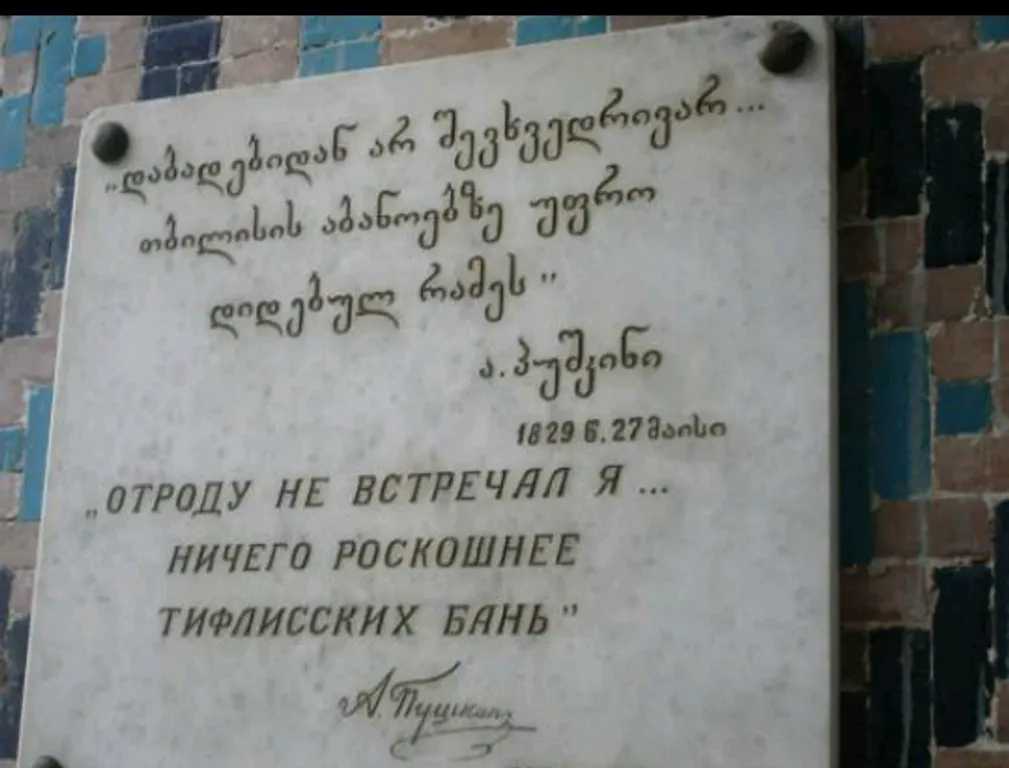 „დაბადებიდან არ შევხვედრივარ...
თბილისის აბანოებზე უფრო
დიდებულ რამეს”
ა. პუშკინი
1829 წ. 27 მაისი
„ОТРОДУ НЕ ВСТРЕЧАЛ Я ...
НИЧЕГО РОСКОШНЕЕ
ТИФЛИССКИХ БАНЬ”
А. Пушкинъ